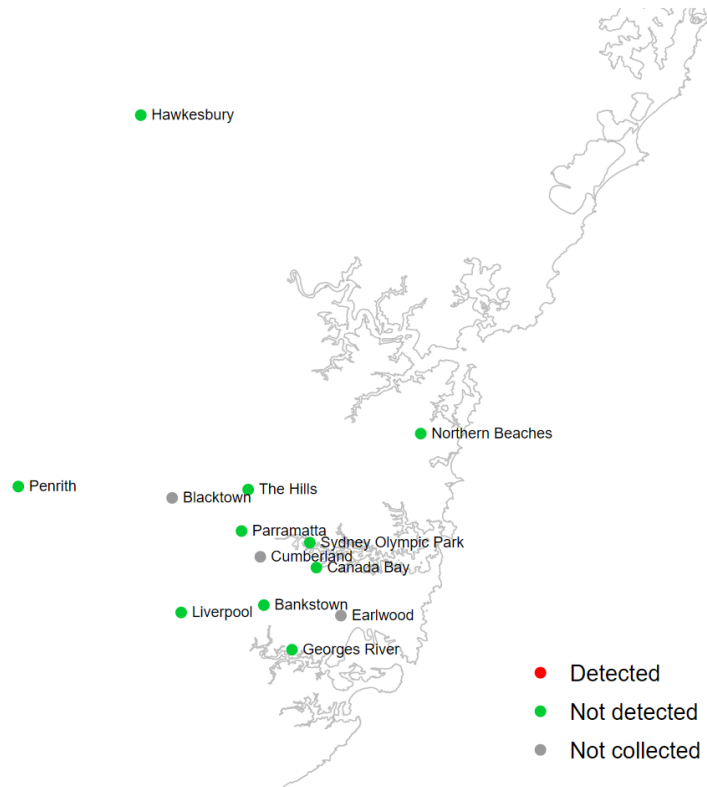 Hawkesbury
Northern Beaches
Penrith
The Hills
Blacktown
Parramatta
Sydney Olympic Park
Cumberland
Canada Bay
Bankstown
Liverpool
Earlwood
Georges River
Detected
Not detected
Not collected